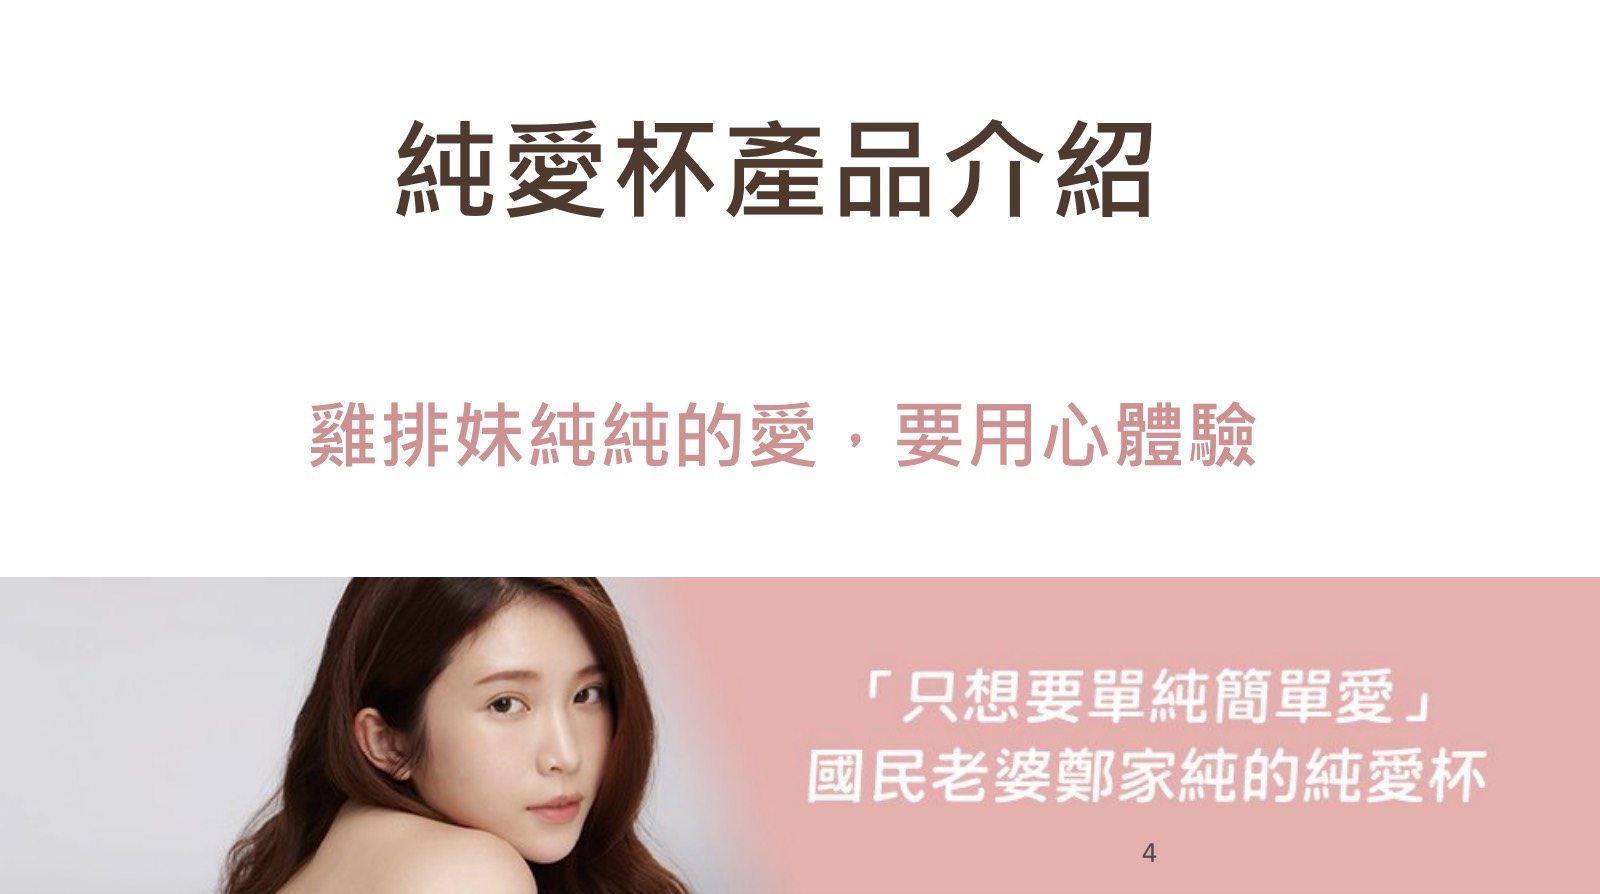 純愛杯產品介紹
雞排妹純純的愛，要用心體驗
「只想要單純簡單愛」
國民老婆鄭家純的純愛杯
4